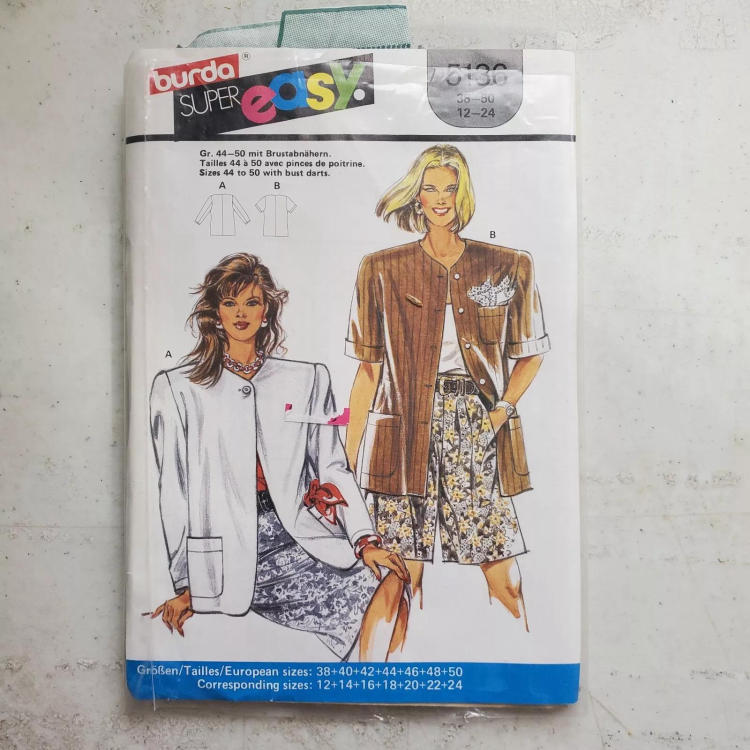 burda®
SUPER easy.
5136
38—50
12—24
Gr. 44—50 mit Brustabnähern.
Tailles 44 à 50 avec pinces de poitrine.
Sizes 44 to 50 with bust darts.
A B
B
A
Größen/Tailles/European sizes: 38+40+42+44+46+48+50
Corresponding sizes: 12+14+16+18+20+22+24